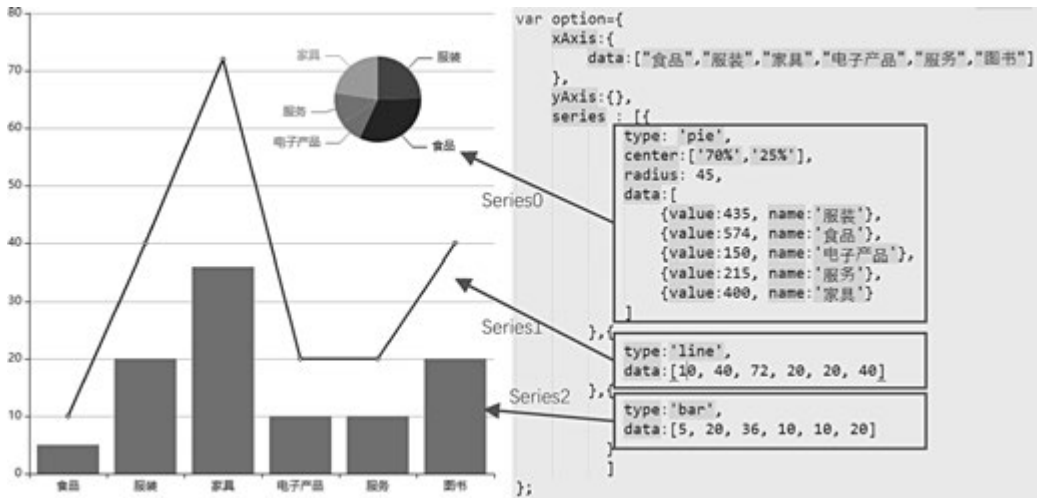 80
70
60
50
40
30
20
10
0
食品 服装 家具 电子产品 服务 图书
家具
服装
服务
电子产品
食品
Series0
Series1
Series2
var option={
xAxis:{
data:["食品","服装","家具","电子产品","服务","图书"]
},
yAxis:{},
series : [{
type: 'pie',
center:['70%','25%'],
radius: 45,
data:[
{value:435, name:'服装'},
{value:574, name:'食品'},
{value:150, name:'电子产品'},
{value:215, name:'服务'},
{value:400, name:'家具'}
]
},{
type:'line',
data:[10, 40, 72, 20, 20, 40]
},{
type:'bar',
data:[5, 20, 36, 10, 10, 20]
}
]
};